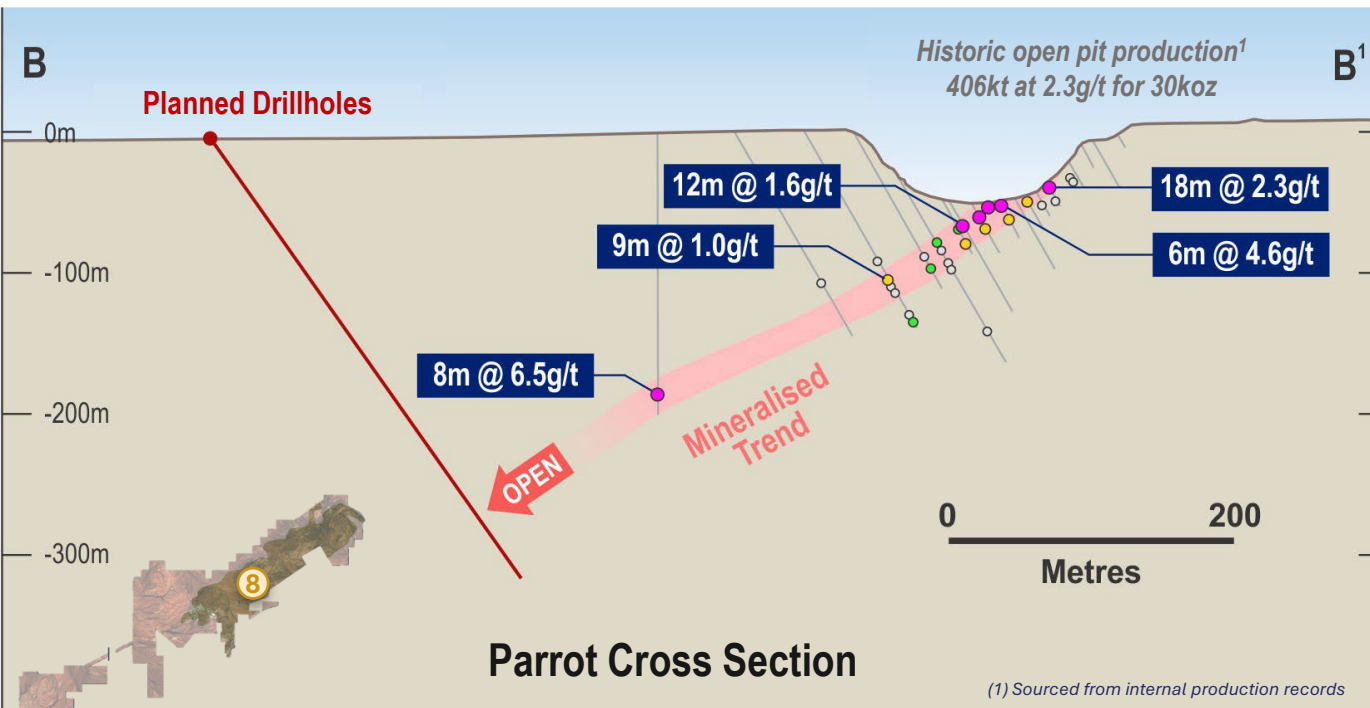 B
B¹
Historic open pit production¹
406kt at 2.3g/t for 30koz
Planned Drillholes
0m
12m @ 1.6g/t
18m @ 2.3g/t
9m @ 1.0g/t
6m @ 4.6g/t
-100m
8m @ 6.5g/t
-200m
Mineralised
Trend
OPEN
0
200
Metres
-300m
8
Parrot Cross Section
(1) Sourced from internal production records